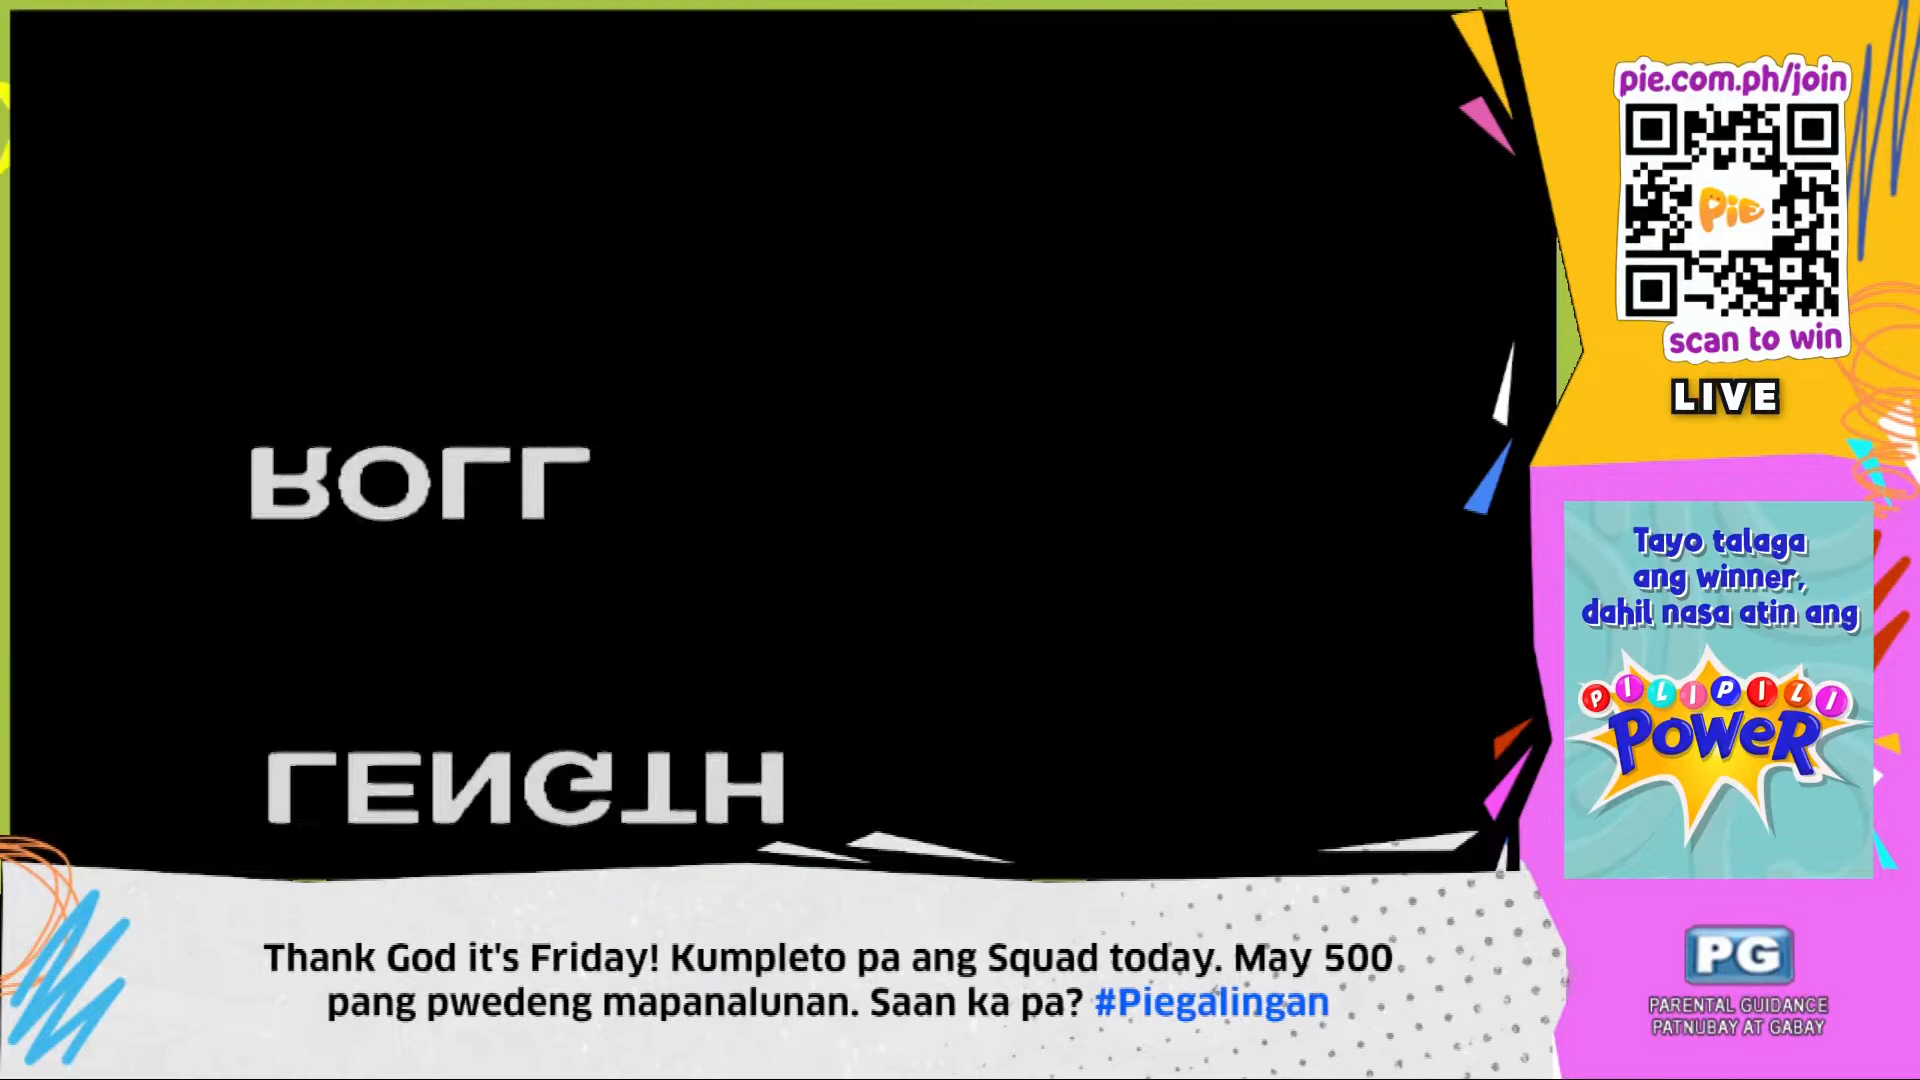 ROLL
LENGTH
Thank God it's Friday! Kumpleto pa ang Squad today. May 500
pang pwedeng mapanalunan. Saan ka pa? #Piegalingan
pie.com.ph/join
PiE
scan to win
LIVE
Tayo talaga
ang winner,
dahil nasa atin ang
PILIPILI
POWeR
PG
PARENTAL GUIDANCE
PATNUBAY AT GABAY